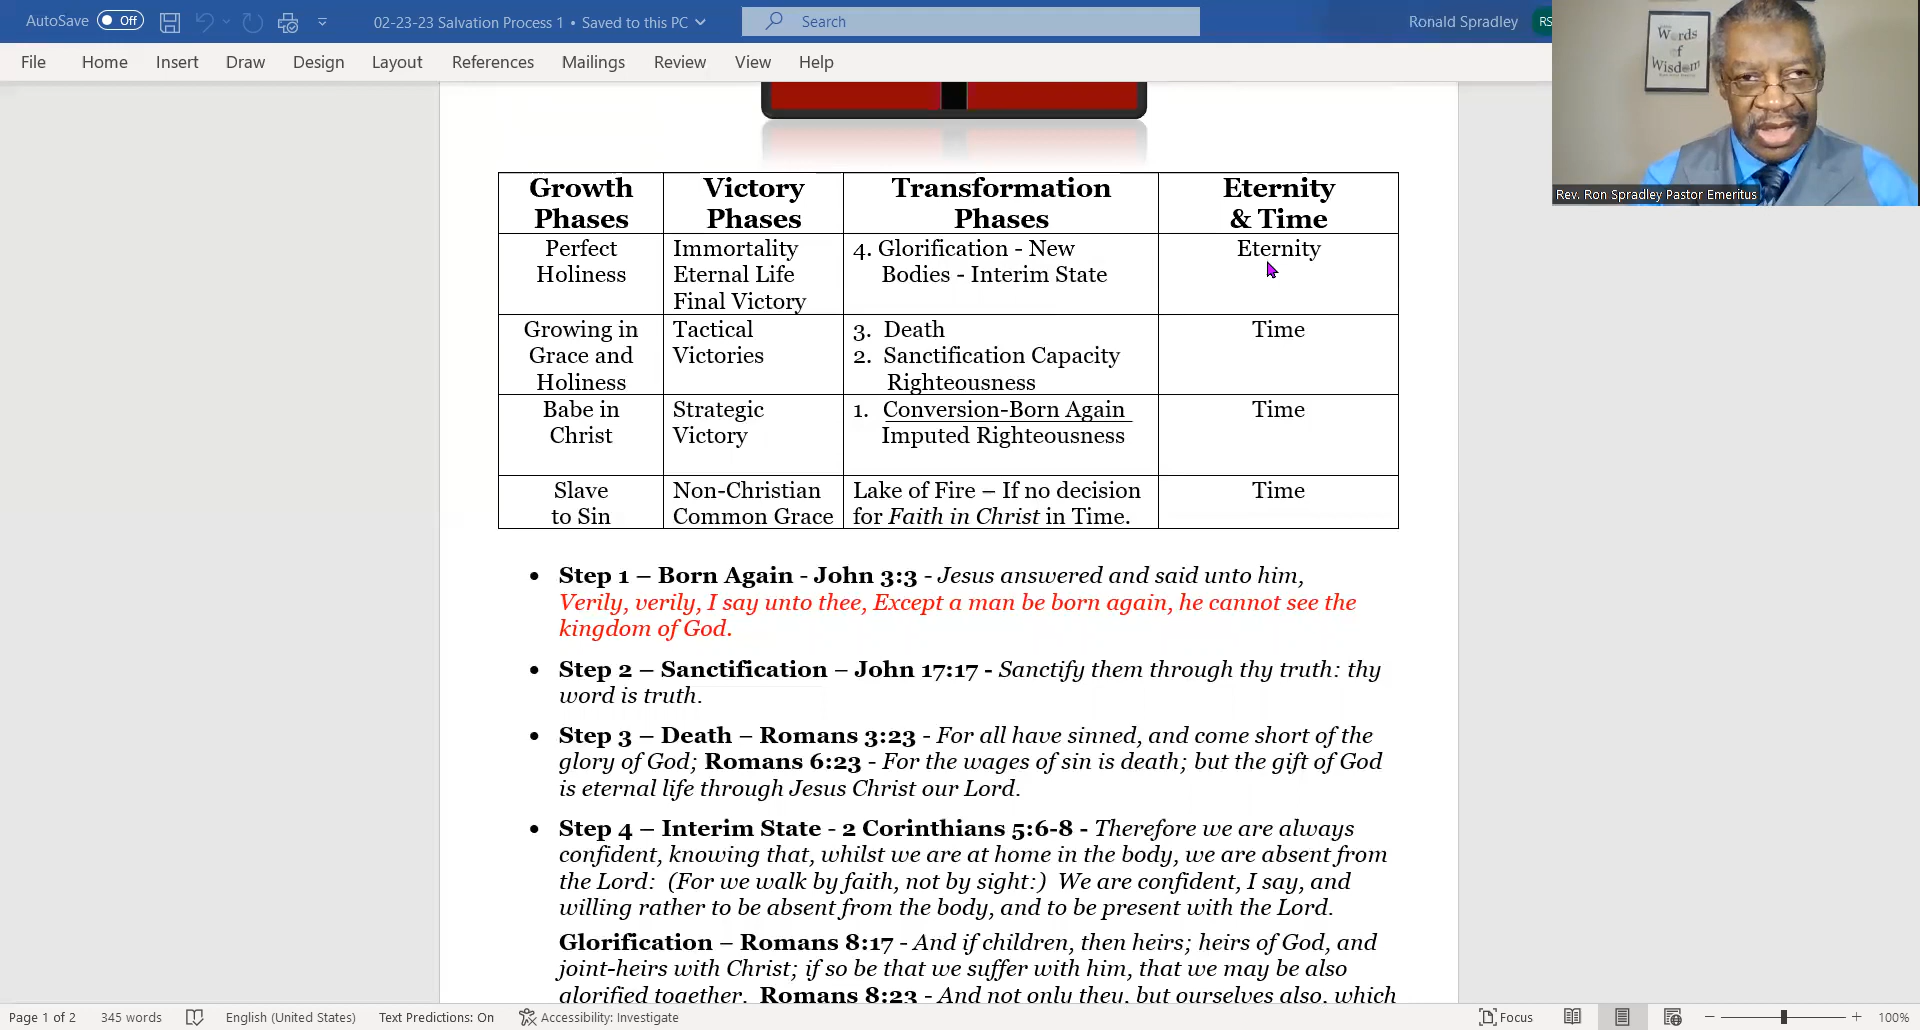 AutoSave Off 02-23-23 Salvation Process 1 • Saved to this PC Search Ronald Spradley RS
File Home Insert Draw Design Layout References Mailings Review View Help
Words
of
Wisdom
Rev. Ron Spradley Pastor Emeritus
Growth Phases Victory Phases Transformation Phases Eternity & Time
Perfect Holiness
Immortality
Eternal Life
Final Victory
4. Glorification - New
Bodies - Interim State
Eternity
Growing in
Grace and
Holiness
Tactical
Victories
3. Death
2. Sanctification Capacity
Righteousness
Time
Babe in
Christ
Strategic
Victory
1. Conversion-Born Again
Imputed Righteousness
Time
Slave
to Sin
Non-Christian
Common Grace
Lake of Fire – If no decision
for Faith in Christ in Time.
Time
• Step 1 – Born Again - John 3:3 - Jesus answered and said unto him,
Verily, verily, I say unto thee, Except a man be born again, he cannot see the
kingdom of God.
• Step 2 – Sanctification – John 17:17 - Sanctify them through thy truth: thy
word is truth.
• Step 3 – Death – Romans 3:23 - For all have sinned, and come short of the
glory of God; Romans 6:23 - For the wages of sin is death; but the gift of God
is eternal life through Jesus Christ our Lord.
• Step 4 – Interim State - 2 Corinthians 5:6-8 - Therefore we are always
confident, knowing that, whilst we are at home in the body, we are absent from
the Lord: (For we walk by faith, not by sight:) We are confident, I say, and
willing rather to be absent from the body, and to be present with the Lord.
Glorification – Romans 8:17 - And if children, then heirs; heirs of God, and
joint-heirs with Christ; if so be that we suffer with him, that we may be also
glorified together. Romans 8:23 - And not only they, but ourselves also, which
Page 1 of 2 345 words English (United States) Text Predictions: On Accessibility: Investigate Focus 100%